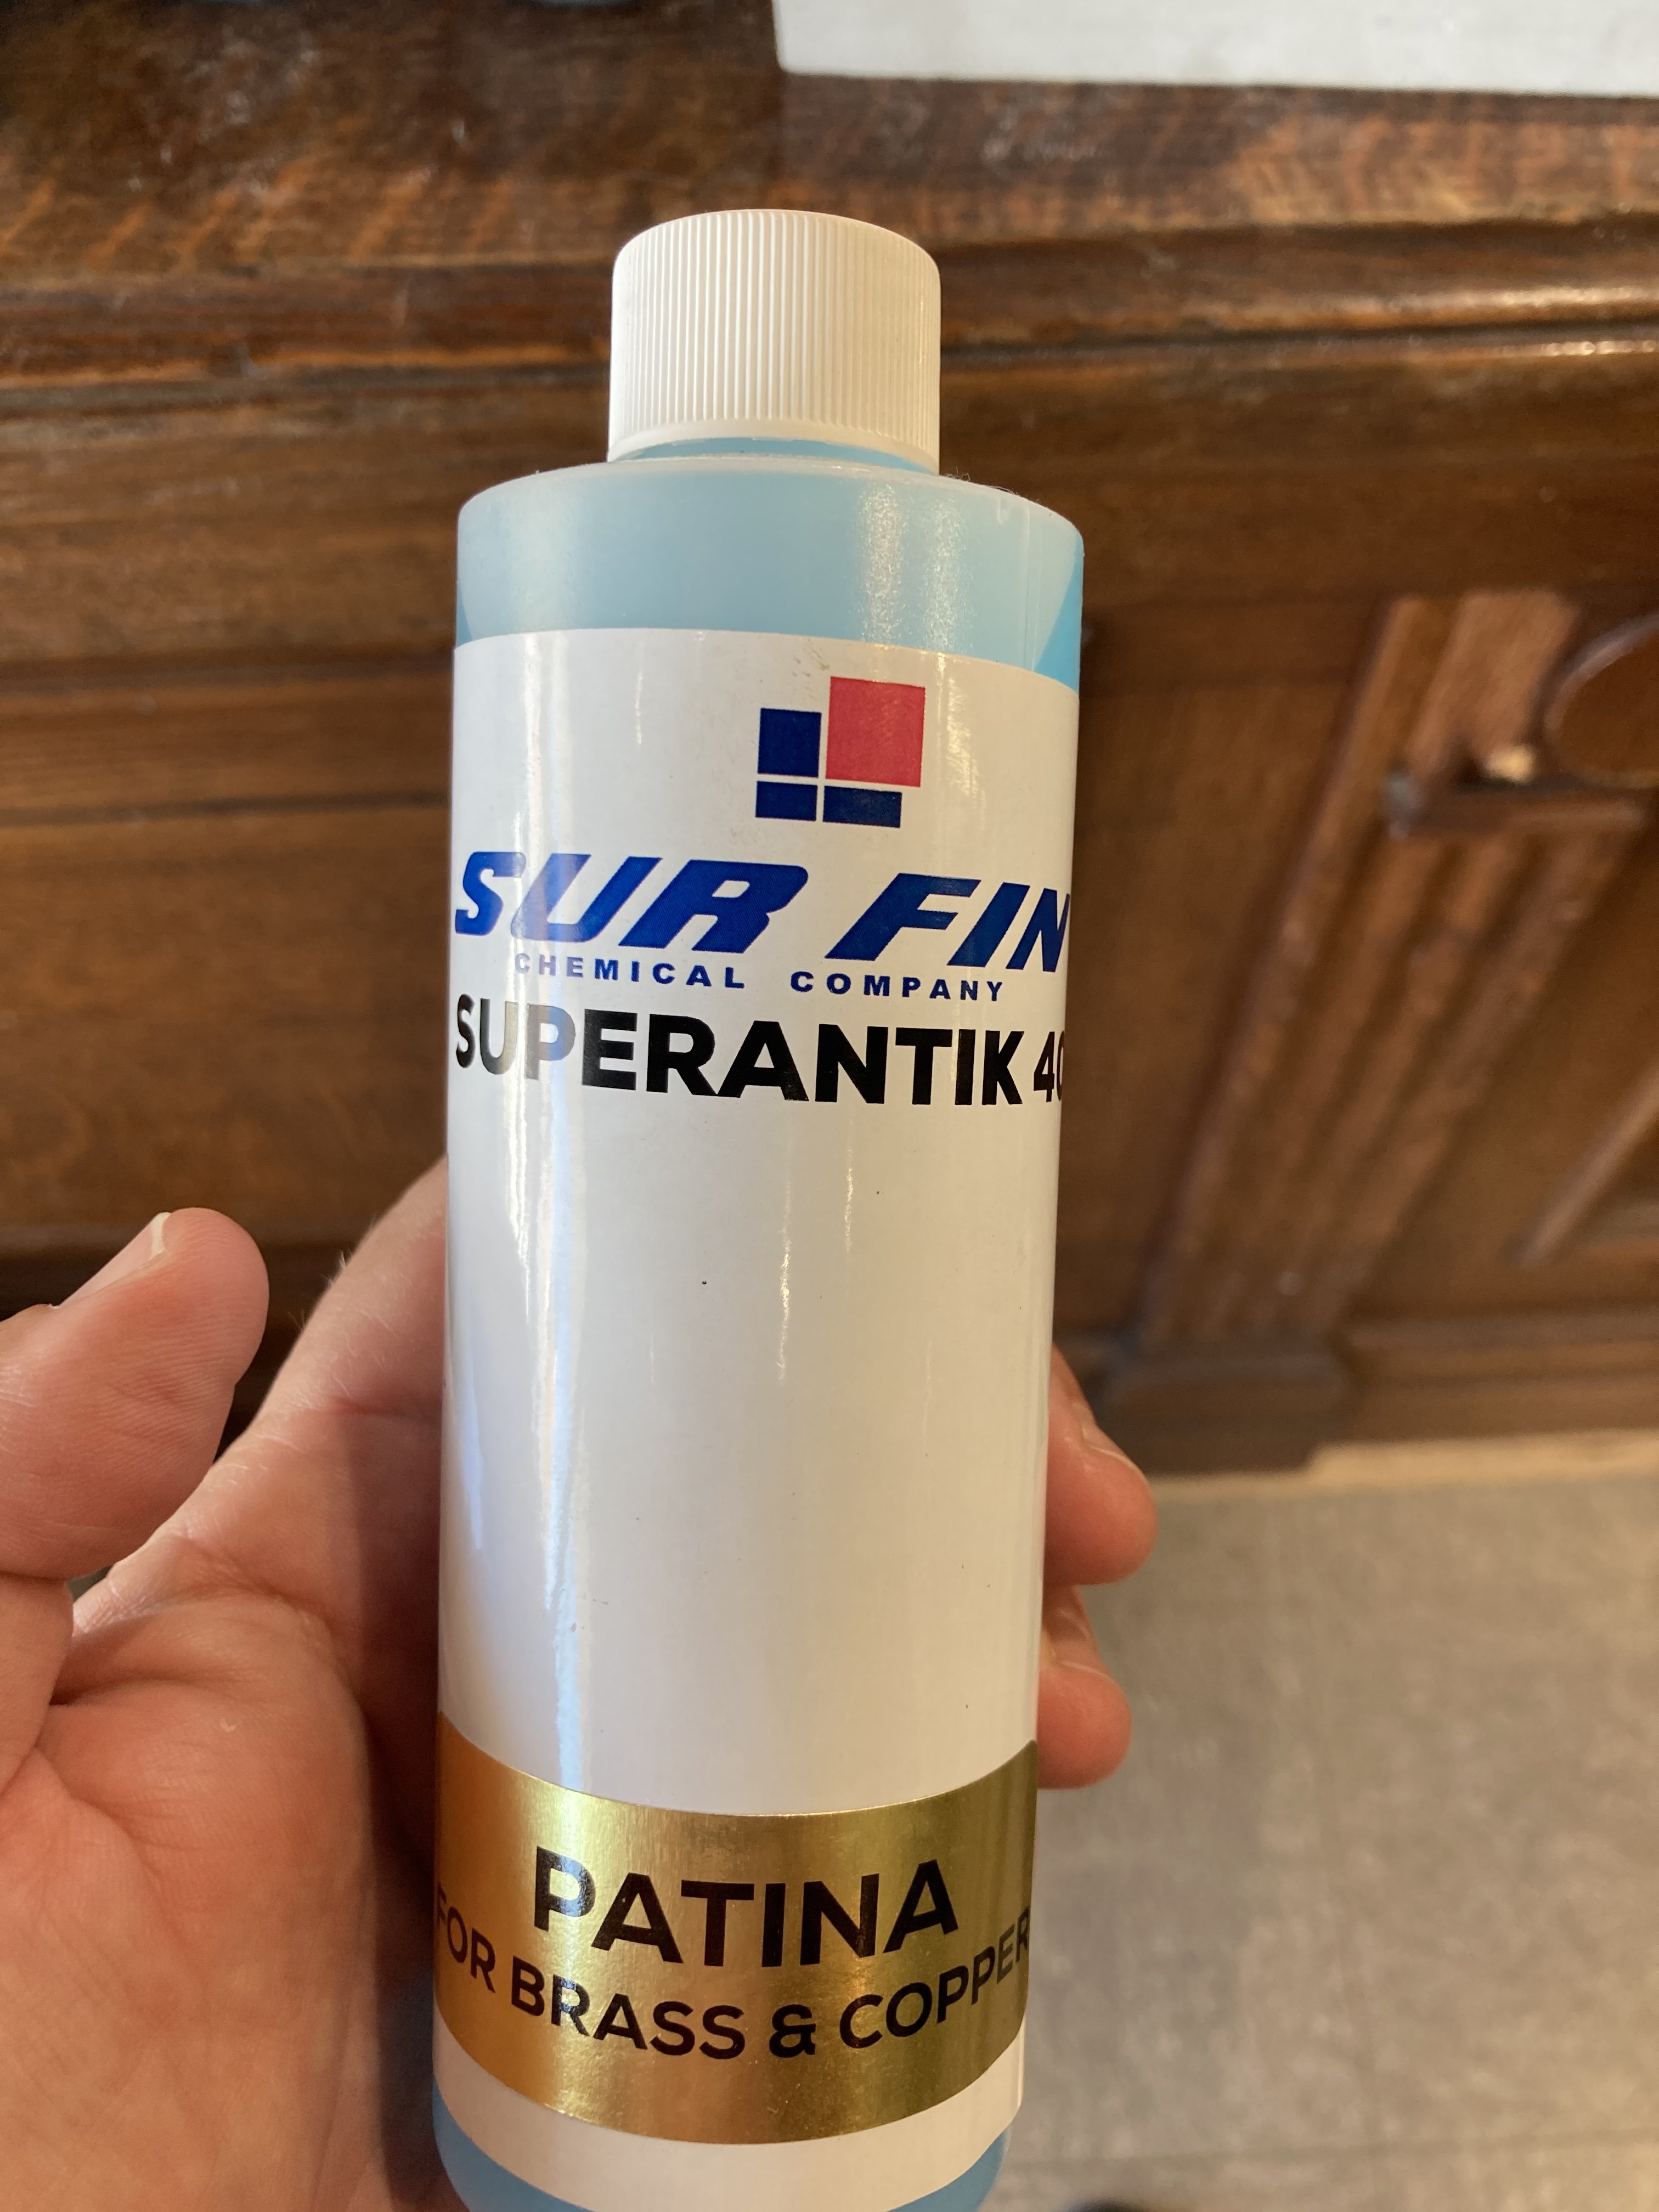 SUR FIN
CHEMICAL COMPANY
SUPERANTIK
PATINA
FOR BRASS & COPPER